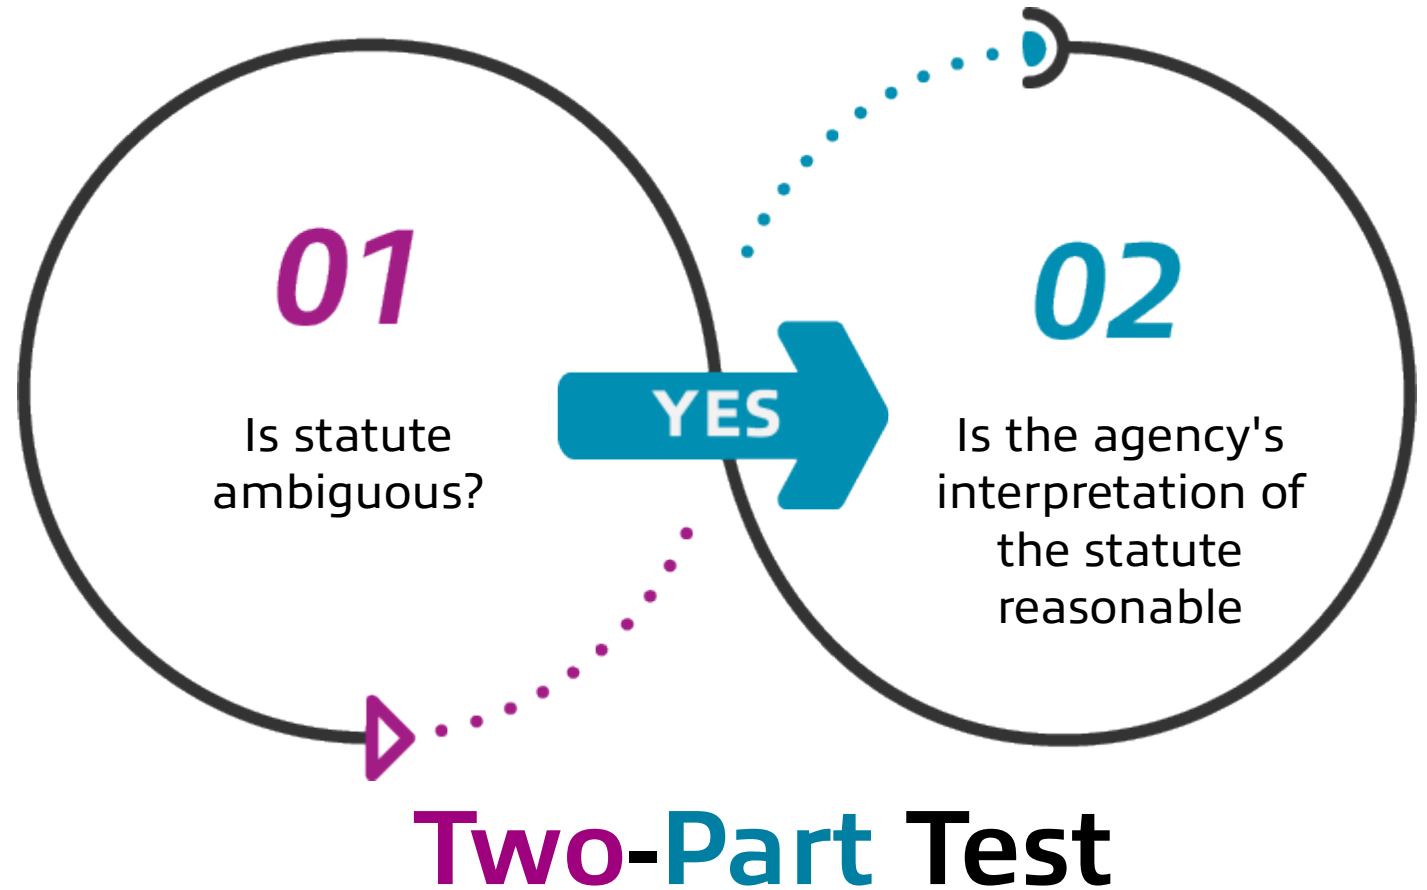 01
Is statute
ambiguous?
YES
02
Is the agency's
interpretation of
the statute
reasonable
Two-Part Test